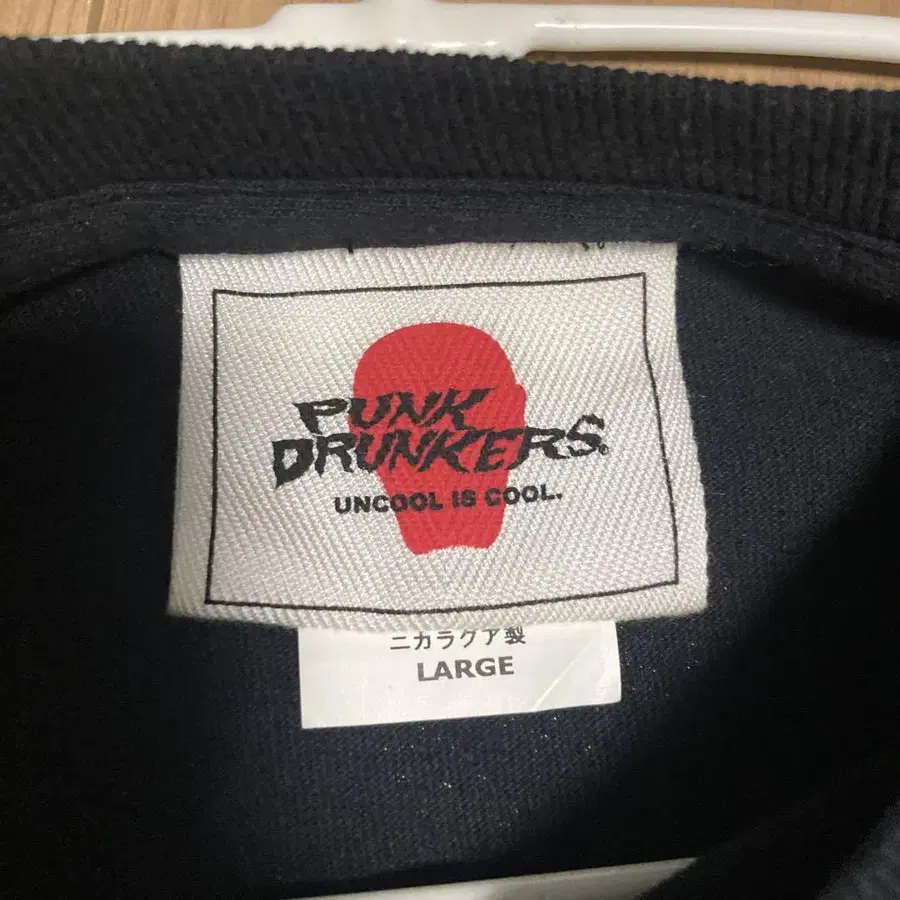 PUNK
DRUNKERS®
UNCOOL IS COOL.
ニカラグア製
LARGE